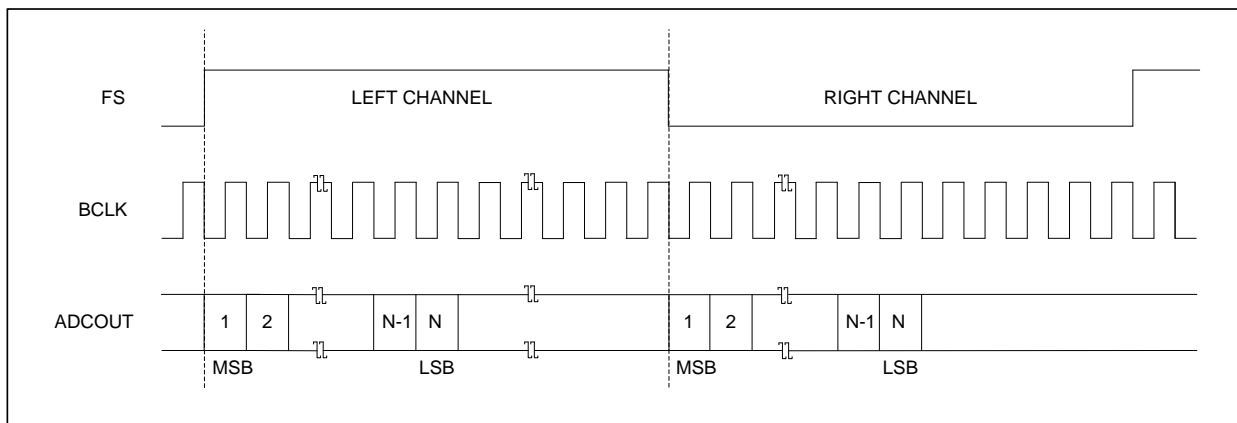 FS
LEFT CHANNEL
RIGHT CHANNEL
BCLK
ADCOUT
1
2
N-1
N
1
2
N-1
N
MSB
LSB
MSB
LSB